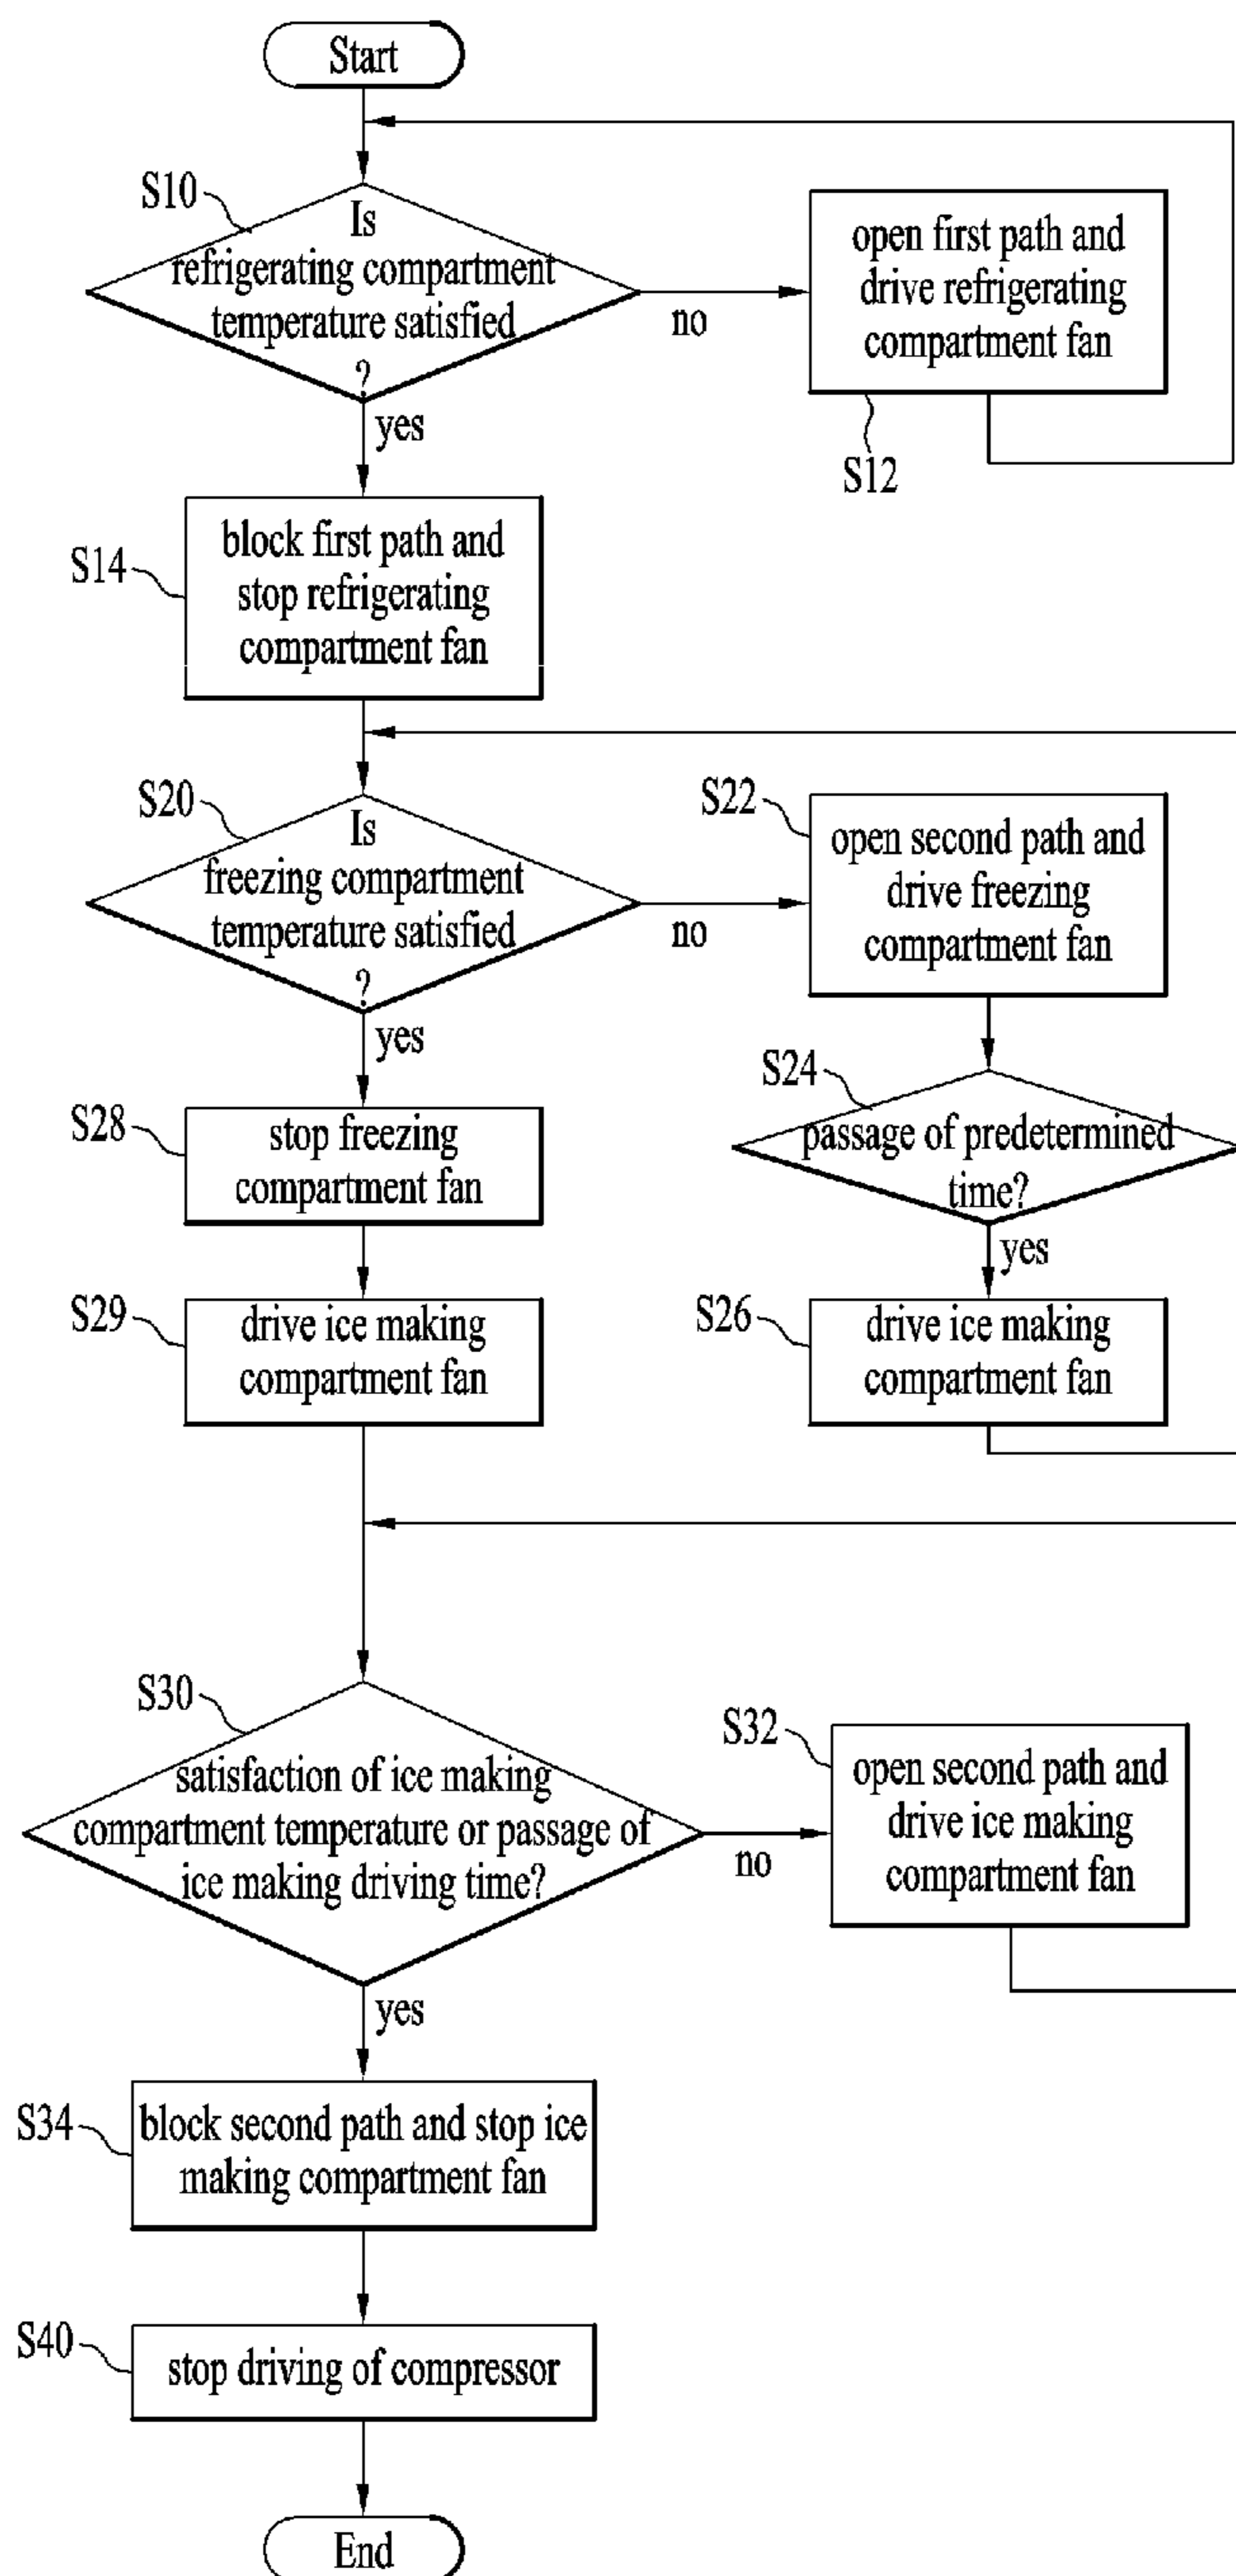 Start
S10
Is
refrigerating compartment
temperature satisfied
?
no
yes
open first path and
drive refrigerating
compartment fan
S12
S14
block first path and
stop refrigerating
compartment fan
S20
Is
freezing compartment
temperature satisfied
?
no
yes
S22
open second path and
drive freezing
compartment fan
S24
passage of predetermined
time?
yes
S28
stop freezing
compartment fan
S29
drive ice making
compartment fan
S26
drive ice making
compartment fan
S30
satisfaction of ice making
compartment temperature or passage of
ice making driving time?
no
yes
S32
open second path and
drive ice making
compartment fan
S34
block second path and stop ice
making compartment fan
S40
stop driving of compressor
End